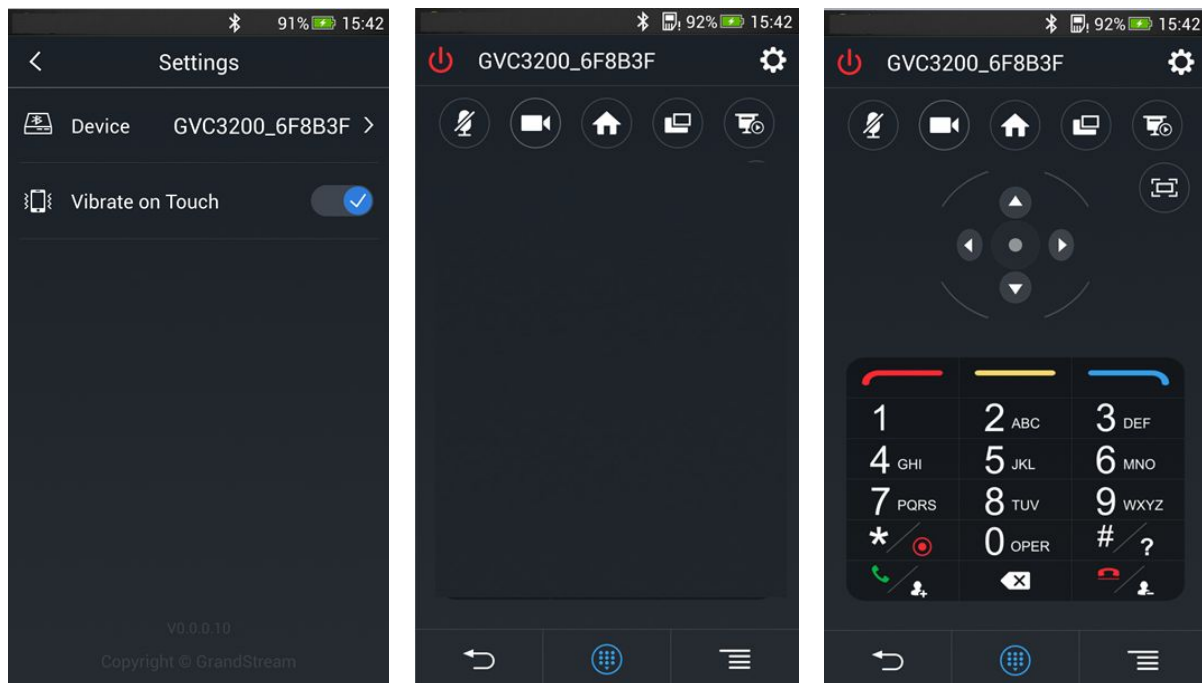 91% 15:42
Settings
Device GVC3200_6F8B3F
Vibrate on Touch
V0.0.0.10
Copyright © GrandStream
92% 15:42
GVC3200_6F8B3F
92% 15:42
GVC3200_6F8B3F
1 2 ABC 3 DEF
4 GHI 5 JKL 6 MNO
7 PQRS 8 TUV 9 WXYZ
* 0 OPER # ?